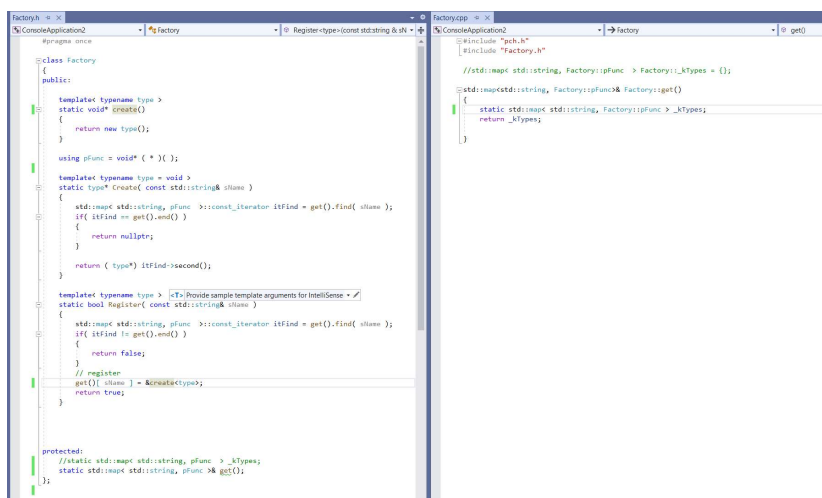 Factory.h
ConsoleApplication2
Factory
Register<type>(const std::string & sN
#pragma once
class Factory
{
public:
template< typename type >
static void* create()
{
return new type();
}
using pFunc = void* ( * )( );
template< typename type = void >
static type* Create( const std::string& sName )
{
std::map< std::string, pFunc  >::const_iterator itFind = get().find( sName );
if( itFind == get().end() )
{
return nullptr;
}
return ( type*) itFind->second();
}
template< typename type >  <T> Provide sample template arguments for IntelliSense
static bool Register( const std::string& sName )
{
std::map< std::string, pFunc  >::const_iterator itFind = get().find( sName );
if( itFind != get().end() )
{
return false;
}
// register
get()[ sName ] = &create<type>;
return true;
}
protected:
//static std::map< std::string, pFunc  > _kTypes;
static std::map< std::string, pFunc >& get();
};
Factory.cpp
ConsoleApplication2
Factory
get()
#include "pch.h"
#include "Factory.h"
//std::map< std::string, Factory::pFunc  > Factory::_kTypes = {};
std::map<std::string, Factory::pFunc>& Factory::get()
{
static std::map< std::string, Factory::pFunc > _kTypes;
return _kTypes;
}